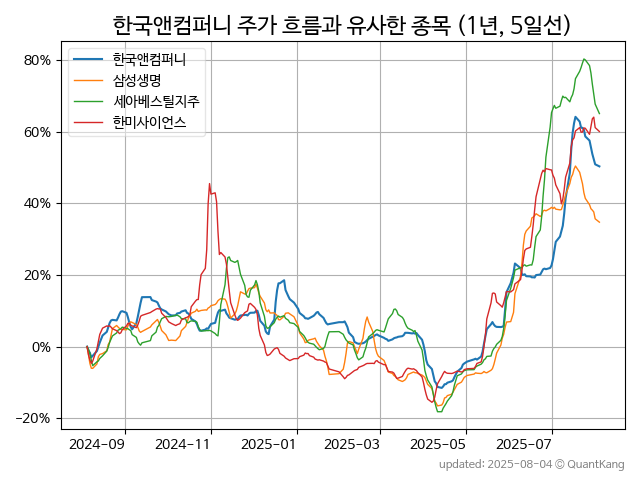 한국앤컴퍼니 주가 흐름과 유사한 종목 (1년, 5일선)
한국앤컴퍼니
삼성생명
세아베스틸지주
한미사이언스
80%
60%
40%
20%
0%
−20%
2024-09 2024-11 2025-01 2025-03 2025-05 2025-07
updated: 2025-08-04 © QuantKang